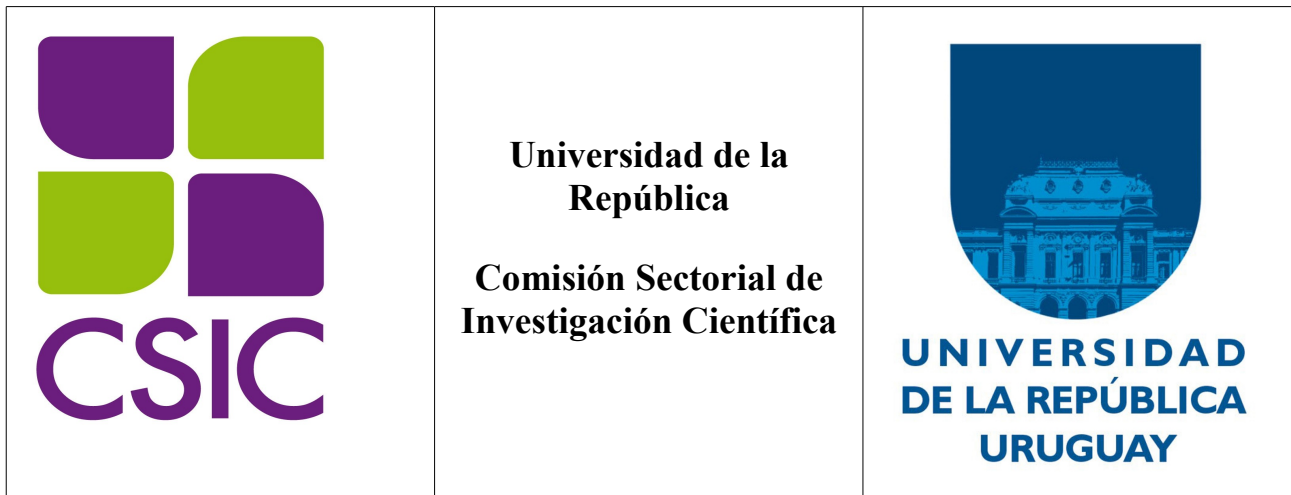 CSIC
Universidad de la
República
Comisión Sectorial de
Investigación Científica
UNIVERSIDAD
DE LA REPÚBLICA
URUGUAY